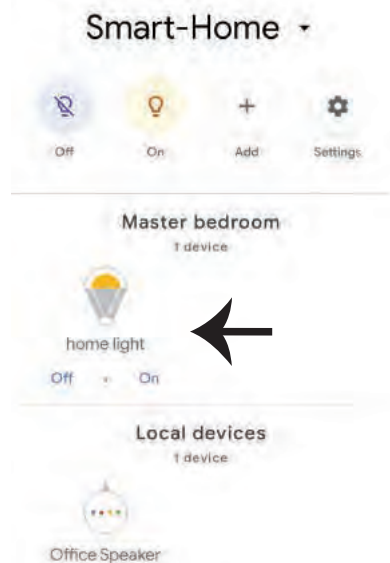 Smart-Home
Off On Add Settings
Master bedroom
1 device
home light
Off • On
Local devices
1 device
Office Speaker